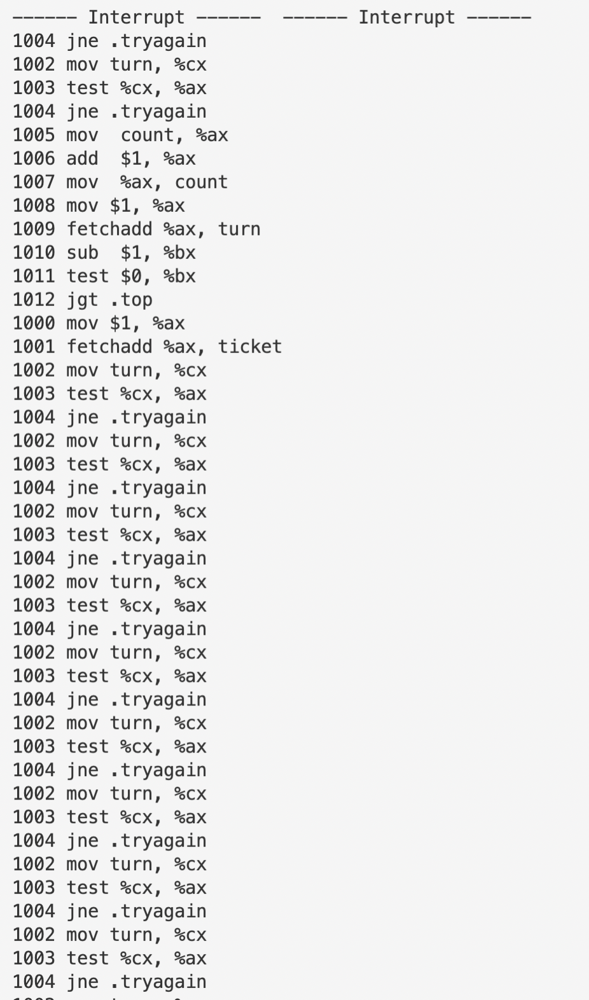 ------ Interrupt ------  ------ Interrupt ------
1004 jne .tryagain
1002 mov turn, %cx
1003 test %cx, %ax
1004 jne .tryagain
1005 mov  count, %ax
1006 add  $1, %ax
1007 mov  %ax, count
1008 mov $1, %ax
1009 fetchadd %ax, turn
1010 sub  $1, %bx
1011 test $0, %bx
1012 jgt .top
1000 mov $1, %ax
1001 fetchadd %ax, ticket
1002 mov turn, %cx
1003 test %cx, %ax
1004 jne .tryagain
1002 mov turn, %cx
1003 test %cx, %ax
1004 jne .tryagain
1002 mov turn, %cx
1003 test %cx, %ax
1004 jne .tryagain
1002 mov turn, %cx
1003 test %cx, %ax
1004 jne .tryagain
1002 mov turn, %cx
1003 test %cx, %ax
1004 jne .tryagain
1002 mov turn, %cx
1003 test %cx, %ax
1004 jne .tryagain
1002 mov turn, %cx
1003 test %cx, %ax
1004 jne .tryagain
1002 mov turn, %cx
1003 test %cx, %ax
1004 jne .tryagain
1002 mov turn, %cx
1003 test %cx, %ax
1004 jne .tryagain